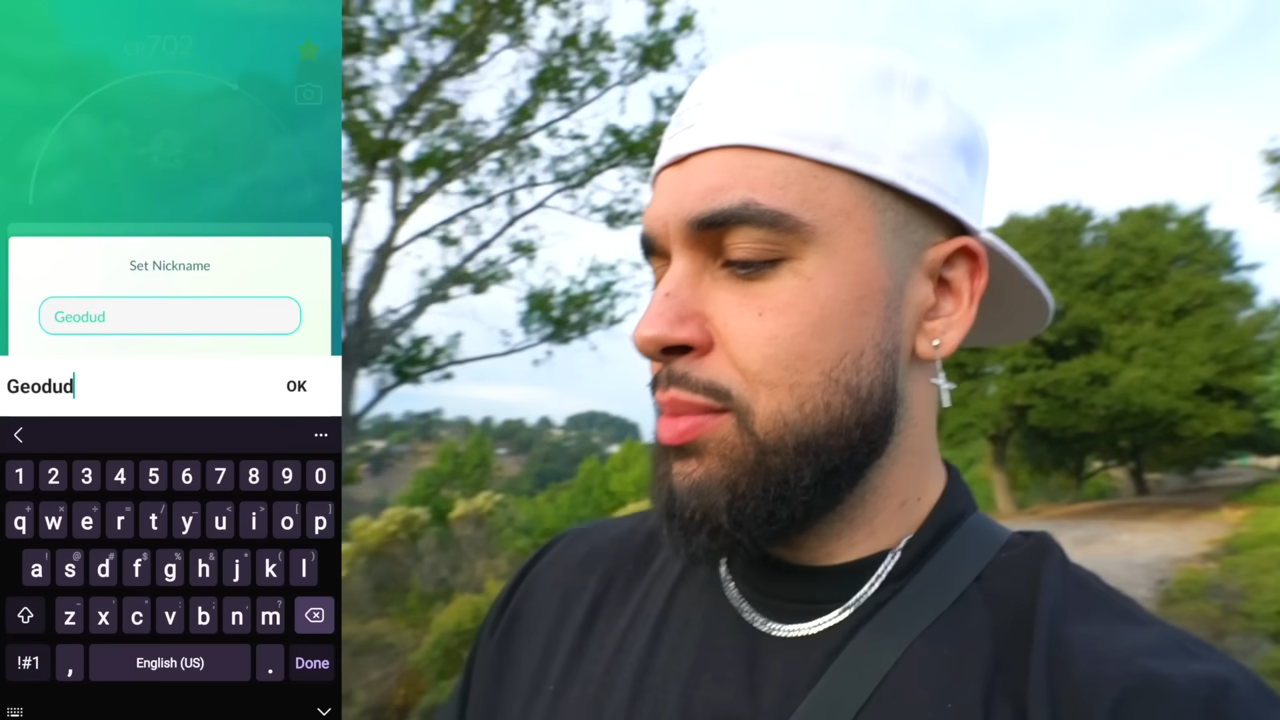 CP702
Set Nickname
Geodud
Geodud OK
1 2 3 4 5 6 7 8 9 0
q w e r t y u i o p
a s d f g h j k l
z x c v b n m
!#1 , English (US) . Done